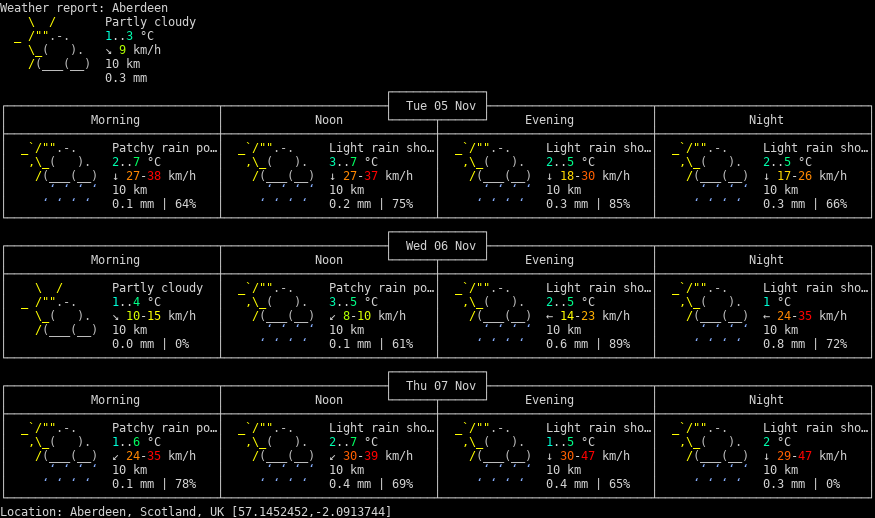 Weather report: Aberdeen
Partly cloudy
1..3 °C
↘ 9 km/h
10 km
0.3 mm
Tue 05 Nov
Morning Noon Evening Night
Patchy rain po… Light rain sho… Light rain sho… Light rain sho…
2..7 °C 3..7 °C 2..5 °C 2..5 °C
↓ 27-38 km/h ↓ 27-37 km/h ↓ 18-30 km/h ↓ 17-26 km/h
10 km 10 km 10 km 10 km
0.1 mm | 64% 0.2 mm | 75% 0.3 mm | 85% 0.3 mm | 66%
Wed 06 Nov
Morning Noon Evening Night
Partly cloudy Patchy rain po… Light rain sho… Light rain sho…
1..4 °C 3..5 °C 2..5 °C 1 °C
↘ 10-15 km/h ↙ 8-10 km/h ← 14-23 km/h ← 24-35 km/h
10 km 10 km 10 km 10 km
0.0 mm | 0% 0.1 mm | 61% 0.6 mm | 89% 0.8 mm | 72%
Thu 07 Nov
Morning Noon Evening Night
Patchy rain po… Light rain sho… Light rain sho… Light rain sho…
1..6 °C 2..7 °C 1..5 °C 2 °C
↙ 24-35 km/h ↙ 30-39 km/h ↓ 30-47 km/h ↓ 29-47 km/h
10 km 10 km 10 km 10 km
0.1 mm | 78% 0.4 mm | 69% 0.4 mm | 65% 0.3 mm | 0%
Location: Aberdeen, Scotland, UK [57.1452452,-2.0913744]